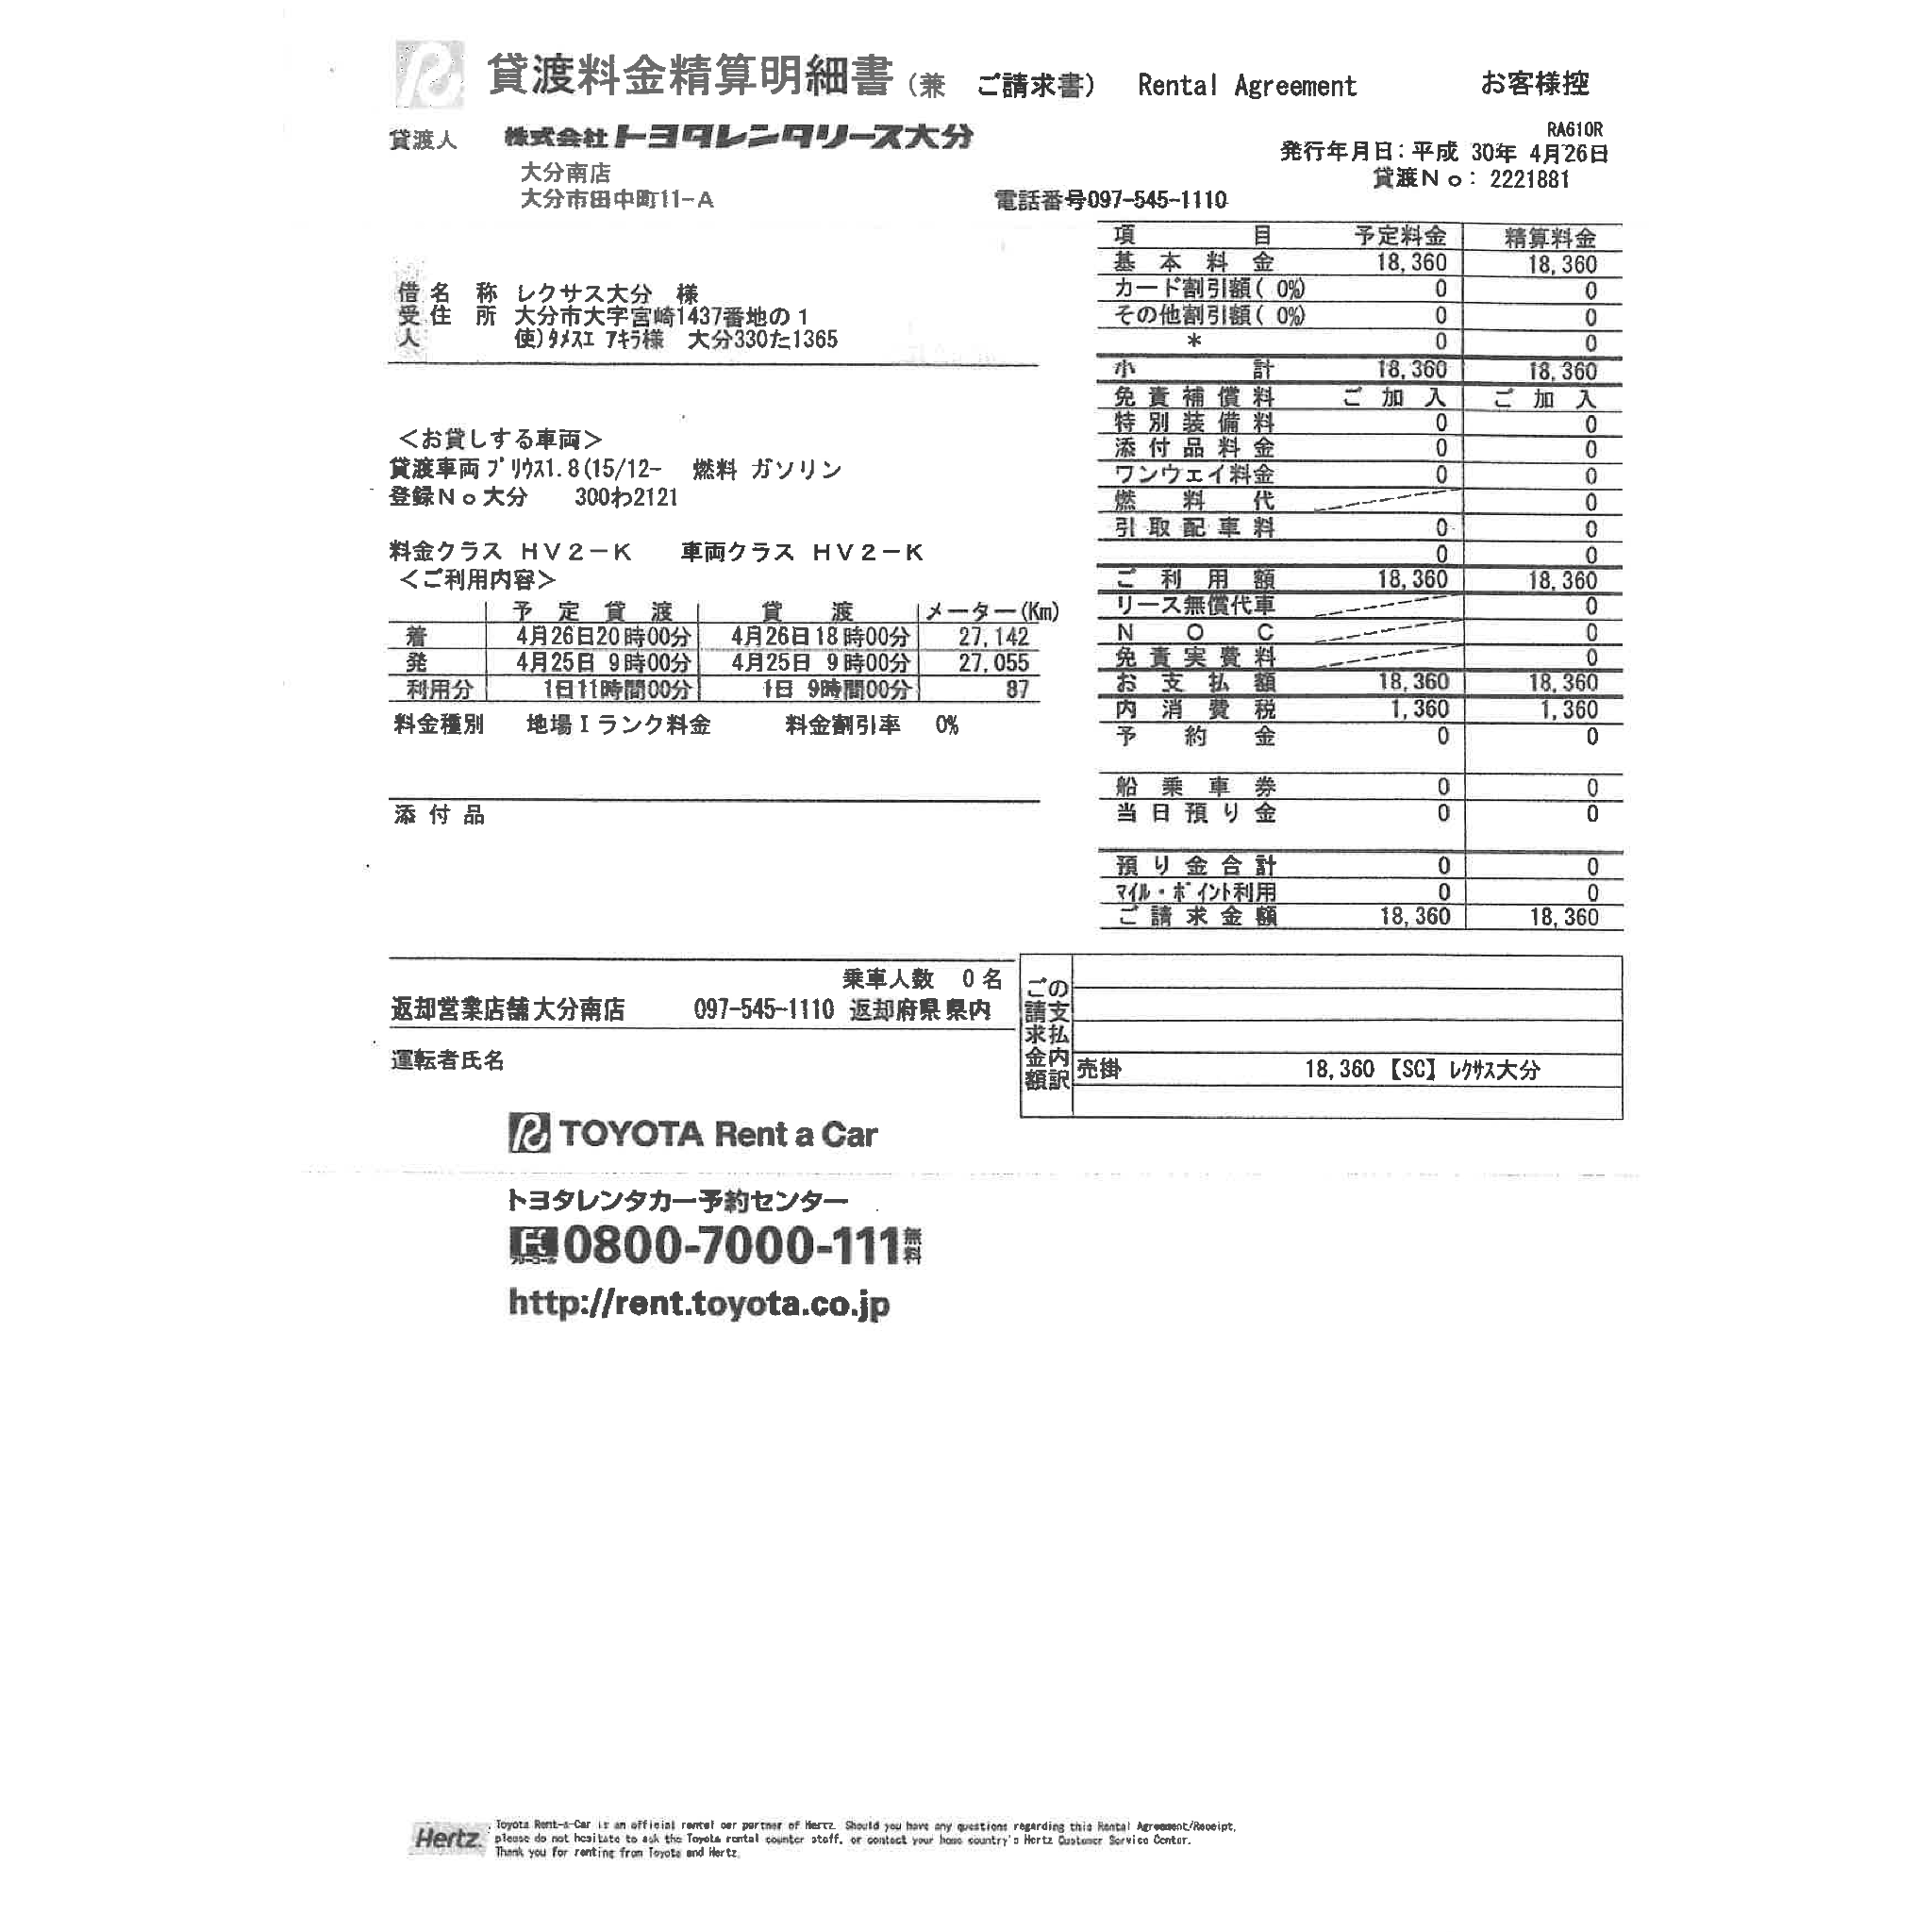 貸渡料金精算明細書(兼 ご請求書) Rental Agreement お客様控
RA610R
貸渡人 株式会社トヨタレンタリース大分
発行年月日:平成 30年 4月26日
大分南店
貸渡No: 2221881
大分市田中町11-A 電話番号097-545-1110
借受人
名 称 レクサス大分 様
住 所 大分市大字宮崎1437番地の1
使)タメスエ アキラ様 大分330た1365
<お貸しする車両>
貸渡車両 プリウス1.8(15/12- 燃料 ガソリン
登録No大分 300わ2121
料金クラス HV2-K 車両クラス HV2-K
<ご利用内容>
予定貸渡 貸渡 メーター(Km)
着 4月26日20時00分 4月26日18時00分 27,142
発 4月25日 9時00分 4月25日 9時00分 27,055
利用分 1日11時間00分 1日 9時間00分 87
料金種別 地場Iランク料金 料金割引率 0%
添付品
項目 予定料金 精算料金
基本料金 18,360 18,360
カード割引額( 0%) 0 0
その他割引額( 0%) 0 0
* 0 0
小計 18,360 18,360
免責補償料 ご加入 ご加入
特別装備料 0 0
添付品料金 0 0
ワンウェイ料金 0 0
燃料代 0
引取配車料 0 0
0 0
ご利用額 18,360 18,360
リース無償代車 0
NOC 0
免責実費料 0
お支払額 18,360 18,360
内消費税 1,360 1,360
予約金 0 0
船乗車券 0 0
当日預り金 0 0
預り金合計 0 0
マイル・ポイント利用 0 0
ご請求金額 18,360 18,360
乗車人数 0名
返却営業店舗大分南店 097-545-1110 返却府県県内
運転者氏名
ご請求金額の支払内訳
売掛 18,360【SC】レクサス大分
TOYOTA Rent a Car
トヨタレンタカー予約センター
0800-7000-111無料
http://rent.toyota.co.jp
Hertz.
Toyota Rent-a-Car is an official rental car partner of Hertz. Should you have any questions regarding this Rental Agreement/Receipt,
please do not hesitate to ask the Toyota rental counter staff, or contact your home country's Hertz Customer Service Center.
Thank you for renting from Toyota and Hertz.